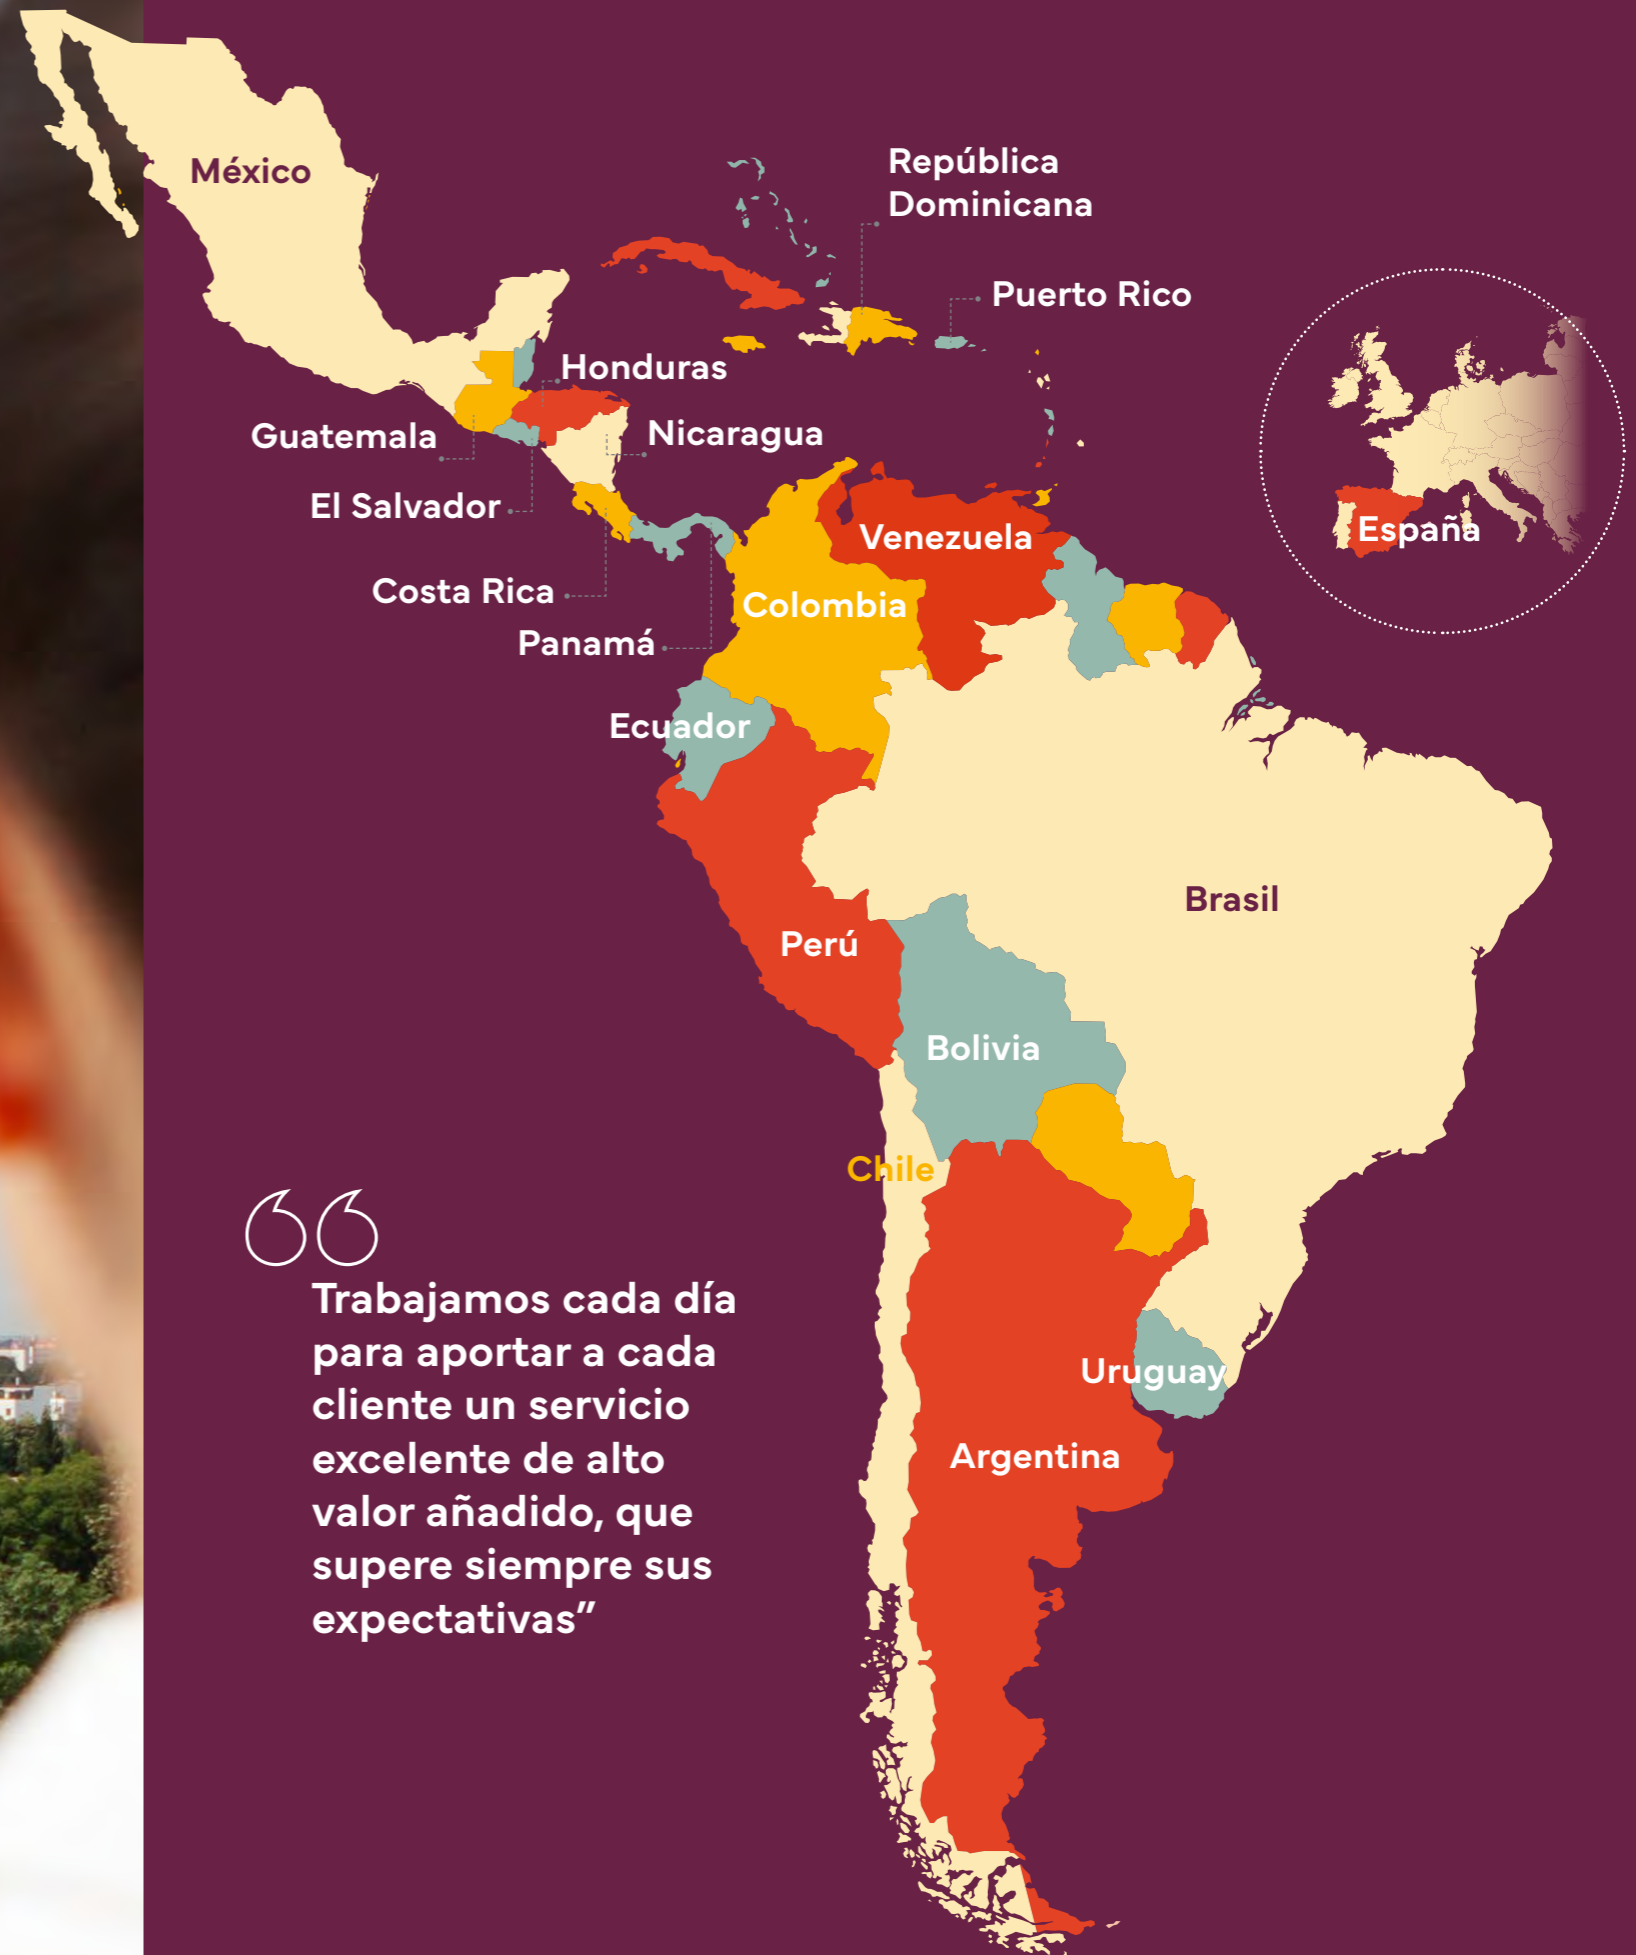 México
República
Dominicana
Puerto Rico
Honduras
Guatemala
Nicaragua
El Salvador
Costa Rica
Panamá
Venezuela
Colombia
España
Ecuador
Brasil
Perú
Bolivia
Chile
Uruguay
Argentina
“
Trabajamos cada día
para aportar a cada
cliente un servicio
excelente de alto
valor añadido, que
supere siempre sus
expectativas”